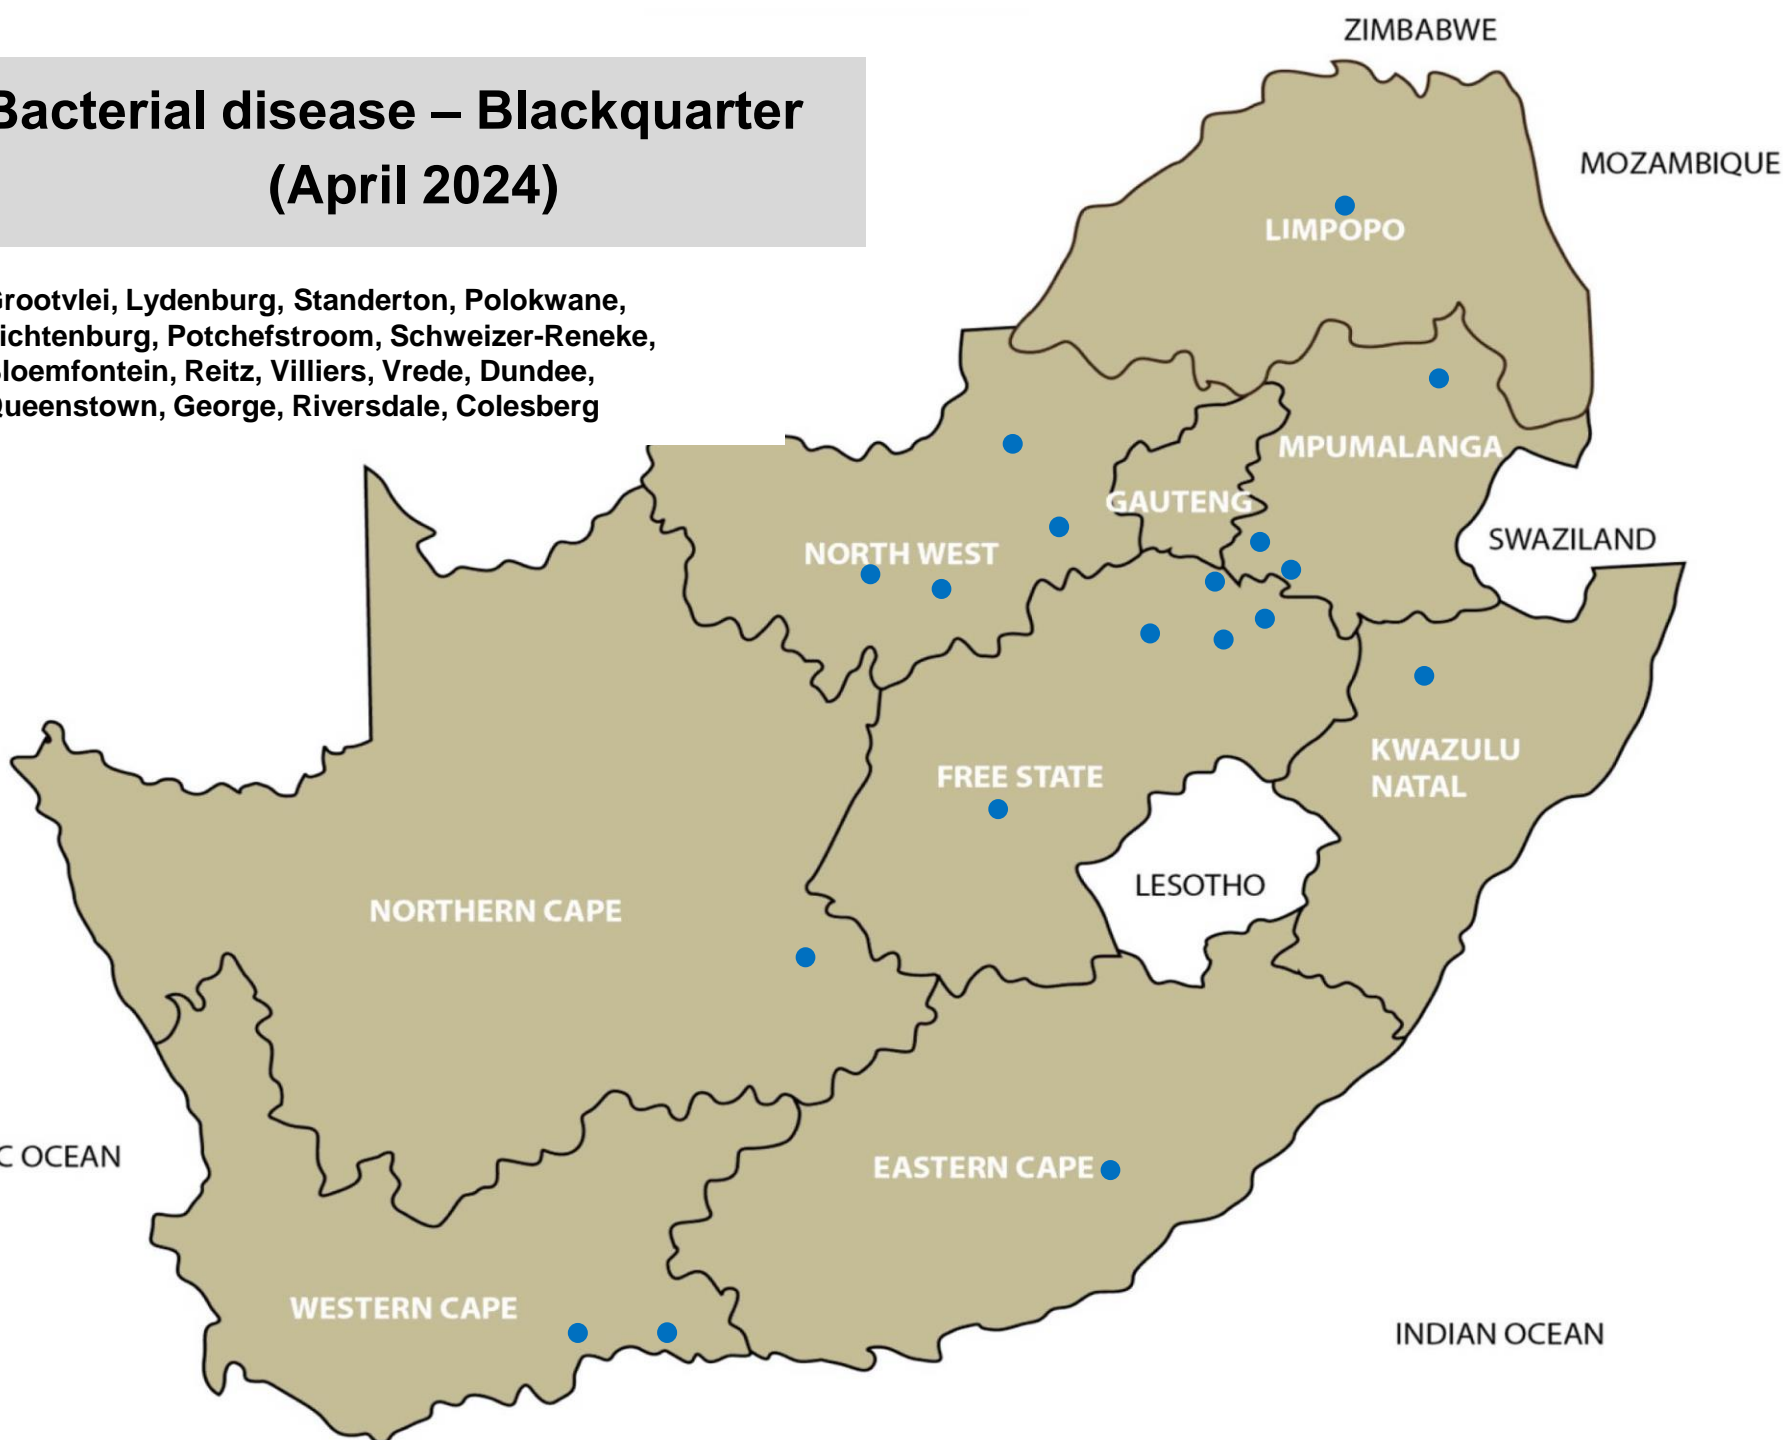 ZIMBABWE
Bacterial disease – Blackquarter
(April 2024)
MOZAMBIQUE
LIMPOPO
Grootvlei, Lydenburg, Standerton, Polokwane,
ichtenburg, Potchefstroom, Schweizer-Reneke,
Bloemfontein, Reitz, Villiers, Vrede, Dundee,
Queenstown, George, Riversdale, Colesberg
MPUMALANGA
GAUTENG
SWAZILAND
NORTH WEST
KWAZULU
NATAL
FREE STATE
LESOTHO
NORTHERN CAPE
C OCEAN
EASTERN CAPE
WESTERN CAPE
INDIAN OCEAN